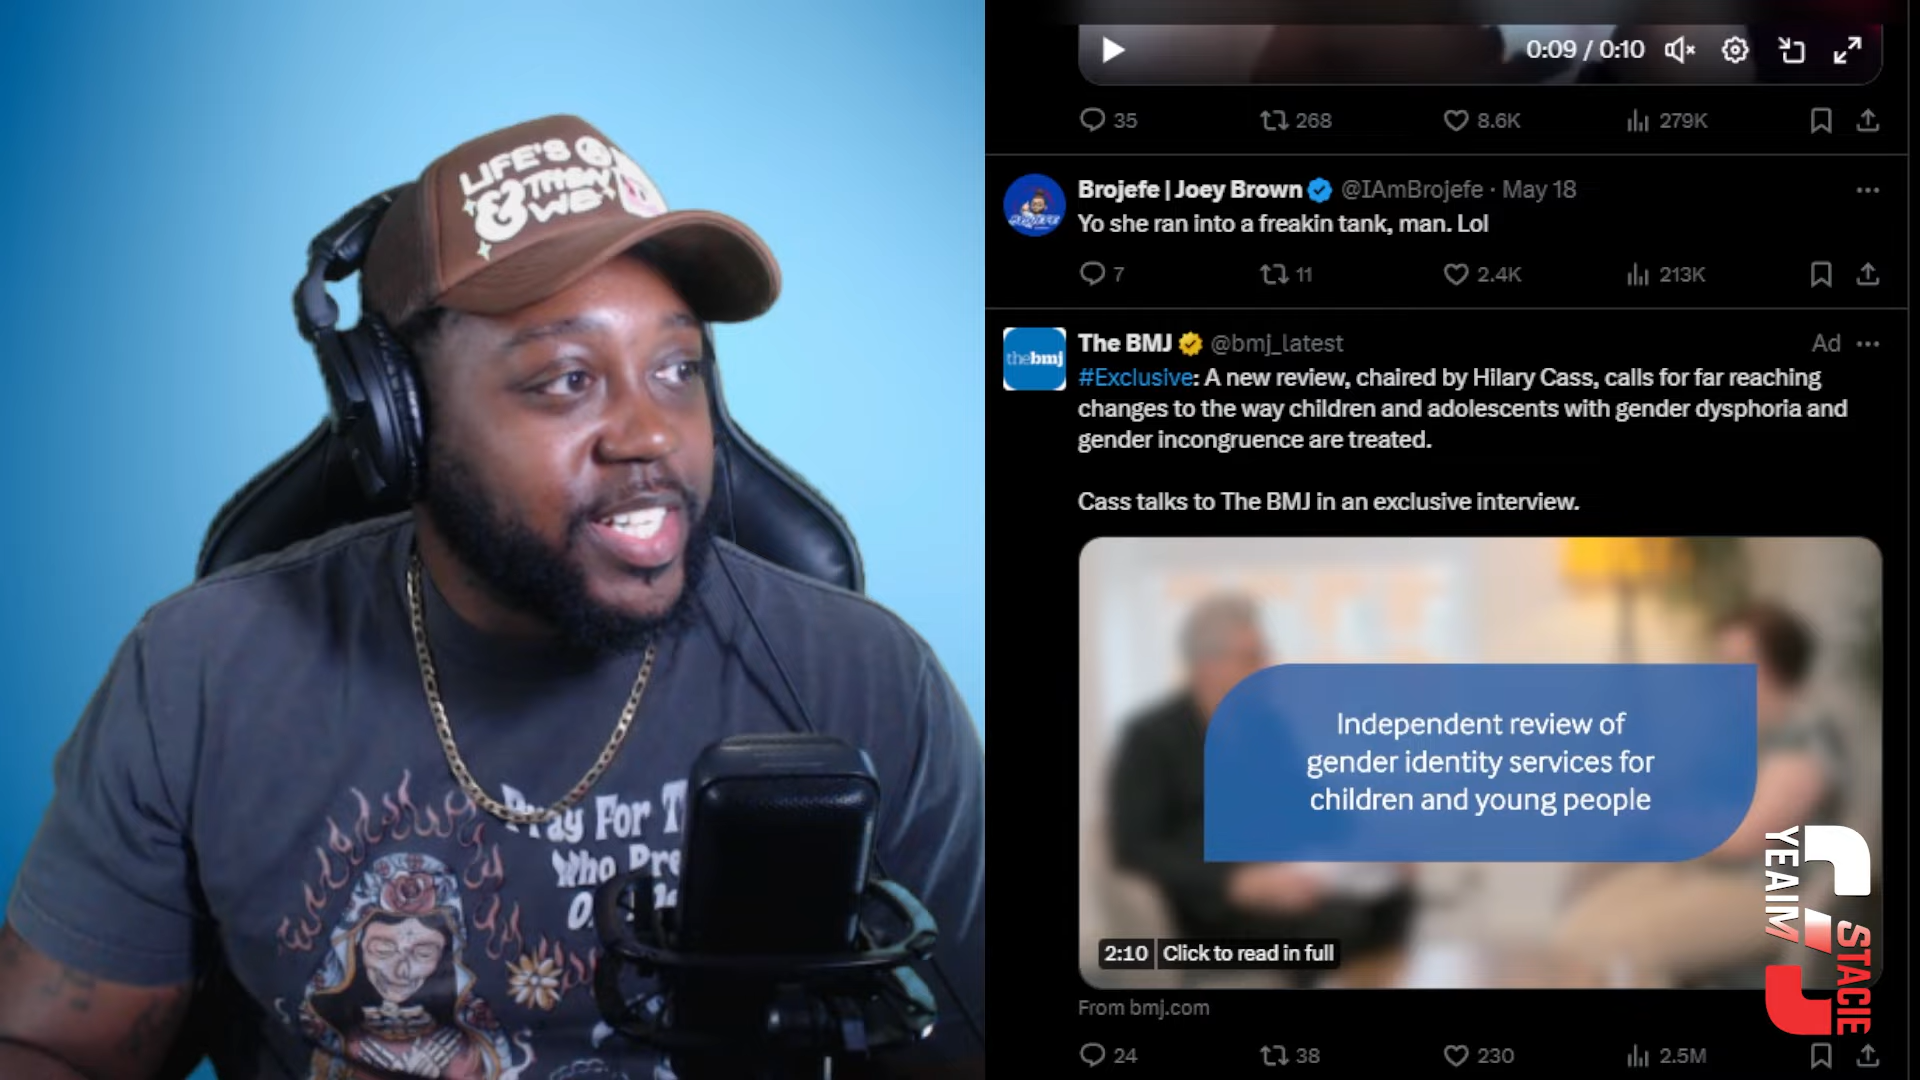 LIFE'S
& THEN
WE
Pray For T
Who Pre
0:09 / 0:10
35 268 8.6K 279K
Brojefe | Joey Brown @IAmBrojefe · May 18
Yo she ran into a freakin tank, man. Lol
7 11 2.4K 213K
thebmj
The BMJ @bmj_latest Ad
#Exclusive: A new review, chaired by Hilary Cass, calls for far reaching
changes to the way children and adolescents with gender dysphoria and
gender incongruence are treated.
Cass talks to The BMJ in an exclusive interview.
Independent review of
gender identity services for
children and young people
2:10 Click to read in full
From bmj.com
24 38 230 2.5M
YEAIM
STACIE